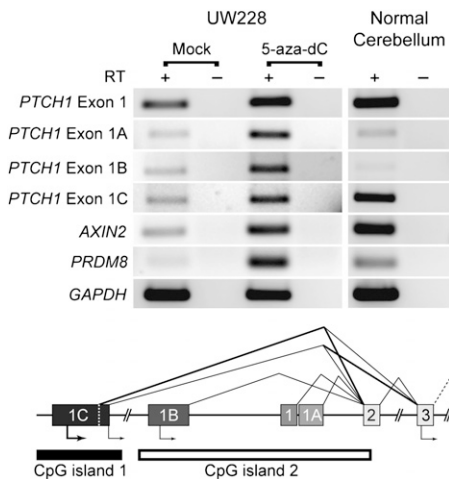 UW228 Normal Cerebellum
Mock 5-aza-dC
RT + − + − + −
PTCH1 Exon 1
PTCH1 Exon 1A
PTCH1 Exon 1B
PTCH1 Exon 1C
AXIN2
PRDM8
GAPDH
1C 1B 1 1A 2 3
CpG island 1 CpG island 2